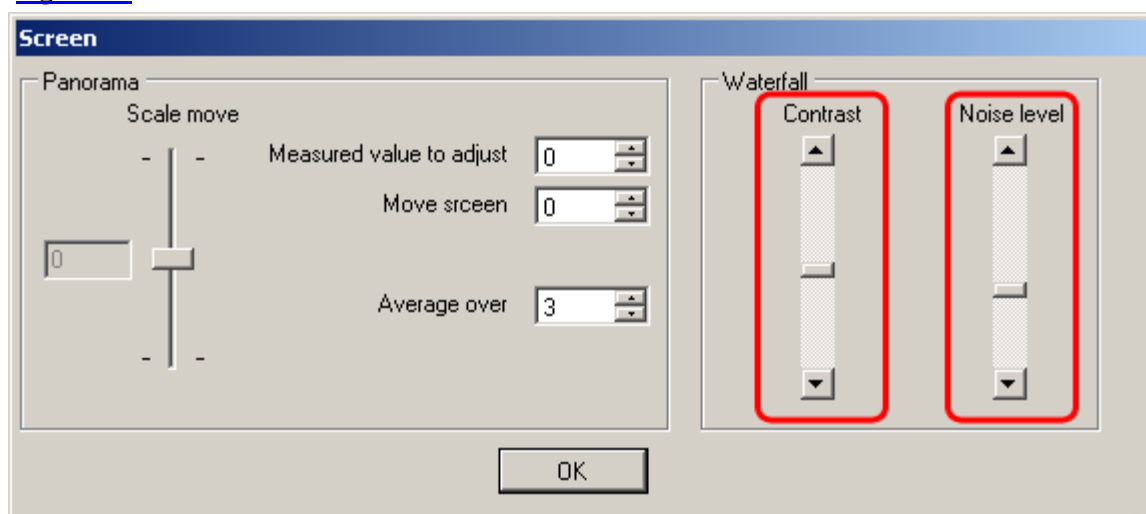 Screen
Panorama
Scale move
Measured value to adjust 0
Move srceen 0
0
Average over 3
Waterfall
Contrast Noise level
OK